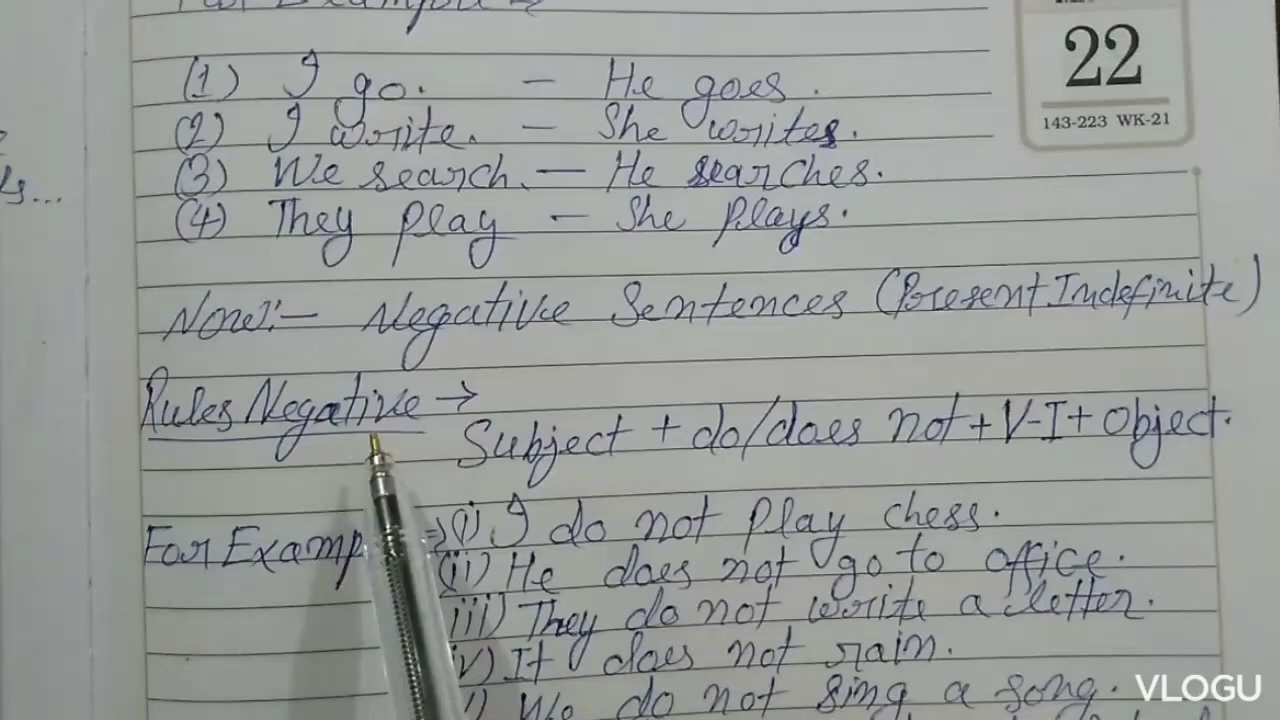 For Example
22
143-223 WK-21
(1) I go. - He goes.
(2) I write. - She writes.
(3) We search. - He searches.
(4) They play - She plays.
Now:- Negative Sentences (Present Indefinite)
Rules Negative →
Subject + do/does not + V-I + Object.
For Examp ⇒ (i) I do not play chess.
(ii) He does not go to office.
iii) They do not write a letter.
v) It does not rain.
) We do not sing a song.
VLOGU